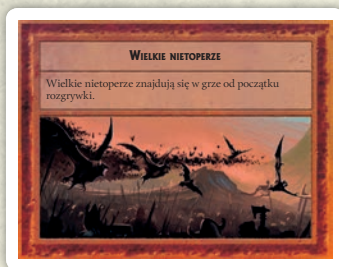 Wielkie nietoperze
Wielkie nietoperze znajdują się w grze od początku
rozgrywki.